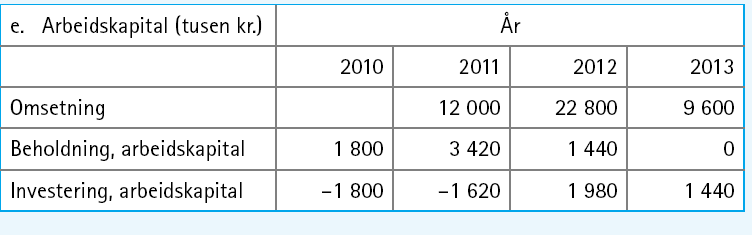 e. Arbeidskapital (tusen kr.) År
2010 2011 2012 2013
Omsetning 12 000 22 800 9 600
Beholdning, arbeidskapital 1 800 3 420 1 440 0
Investering, arbeidskapital −1 800 −1 620 1 980 1 440